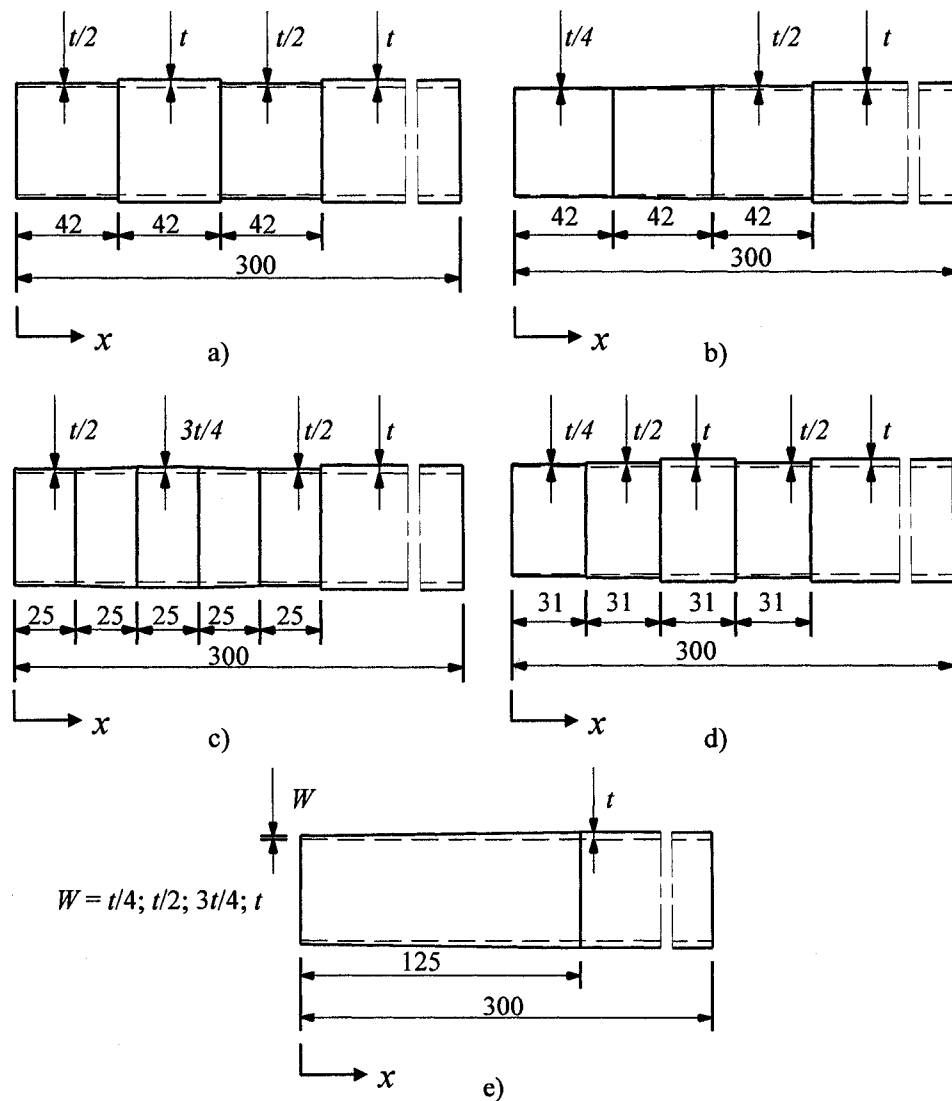 t/2 t t/2 t
42 42 42
300
x
a)
t/4 t/2 t
42 42 42
300
x
b)
t/2 3t/4 t/2 t
25 25 25 25 25
300
x
c)
t/4 t/2 t t/2 t
31 31 31 31
300
x
d)
W t
W = t/4; t/2; 3t/4; t
125
300
x
e)